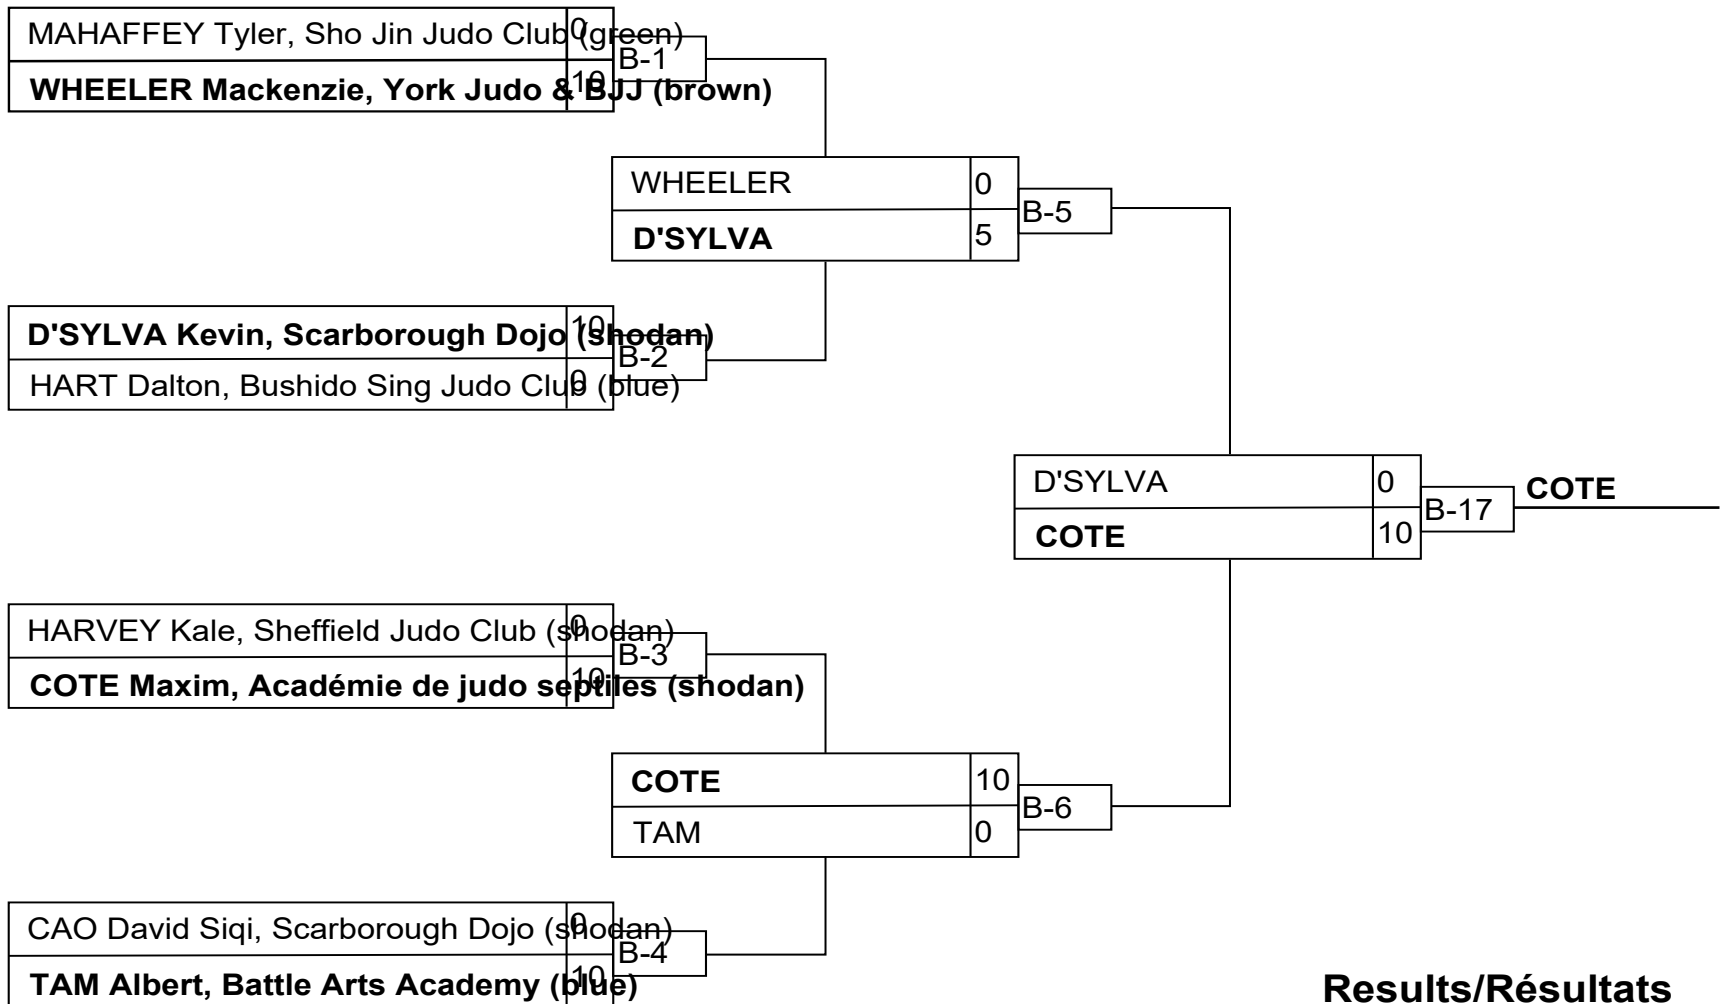 MAHAFFEY Tyler, Sho Jin Judo Club (green) 0
B-1
WHEELER Mackenzie, York Judo & BJJ (brown) 10
WHEELER 0
B-5
D'SYLVA 5
D'SYLVA Kevin, Scarborough Dojo (shodan) 10
B-2
HART Dalton, Bushido Sing Judo Club (blue) 0
D'SYLVA 0
COTE
B-17
COTE 10
HARVEY Kale, Sheffield Judo Club (shodan) 0
B-3
COTE Maxim, Académie de judo septiles (shodan) 10
COTE 10
B-6
TAM 0
CAO David Siqi, Scarborough Dojo (shodan) 0
B-4
TAM Albert, Battle Arts Academy (blue) 10
Results/Résultats